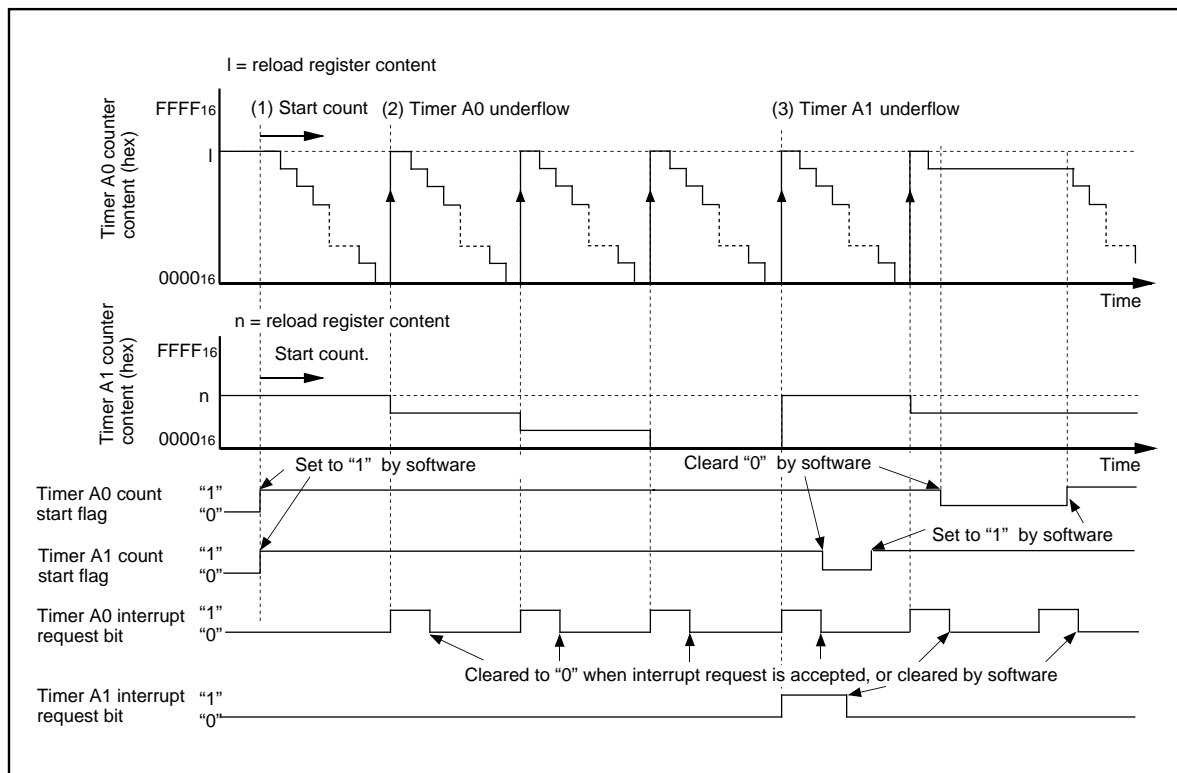 l = reload register content
FFFF16
(1) Start count
(2) Timer A0 underflow
(3) Timer A1 underflow
Timer A0 counter
content (hex)
l
000016
Time
n = reload register content
FFFF16
Start count.
Timer A1 counter
content (hex)
n
000016
Time
Set to “1” by software
Cleard “0” by software
Timer A0 count
start flag
“1”
“0”
Set to “1” by software
Timer A1 count
start flag
“1”
“0”
Timer A0 interrupt
request bit
“1”
“0”
Cleared to “0” when interrupt request is accepted, or cleared by software
Timer A1 interrupt
request bit
“1”
“0”